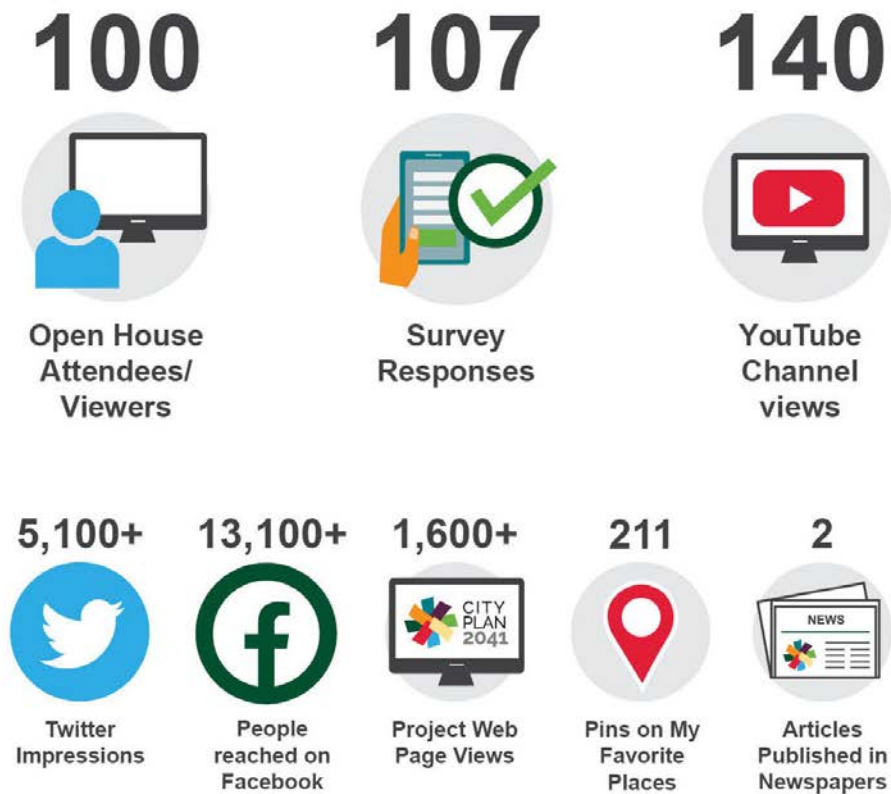 100
107
140
Open House
Attendees/
Viewers
Survey
Responses
YouTube
Channel
views
5,100+
13,100+
1,600+
211
2
CITY
PLAN
2041
NEWS
Twitter
Impressions
People
reached on
Facebook
Project Web
Page Views
Pins on My
Favorite
Places
Articles
Published in
Newspapers